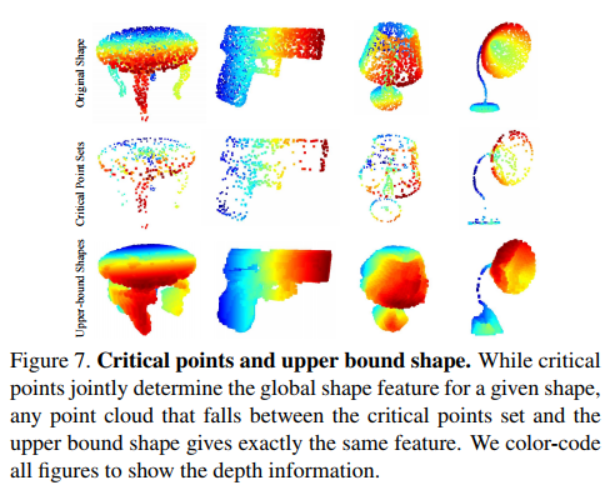 Original Shape
Critical Point Sets
Upper-bound Shapes
Figure 7. Critical points and upper bound shape. While critical
points jointly determine the global shape feature for a given shape,
any point cloud that falls between the critical points set and the
upper bound shape gives exactly the same feature. We color-code
all figures to show the depth information.